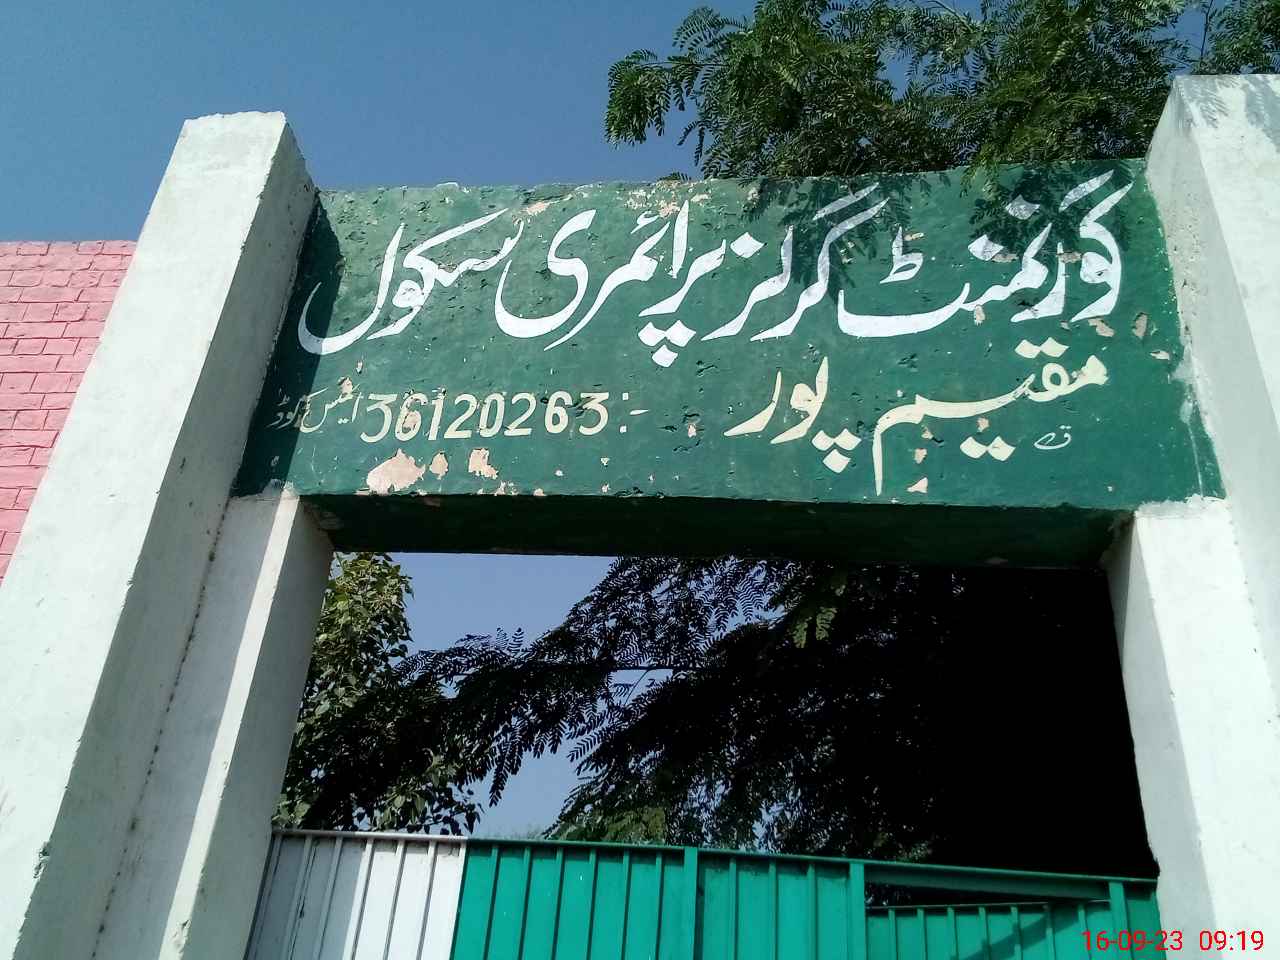 گورنمنٹ گرلز پرائمری سکول
مقیم پور
ایمس کوڈ 36120263:-
16-09-23 09:19